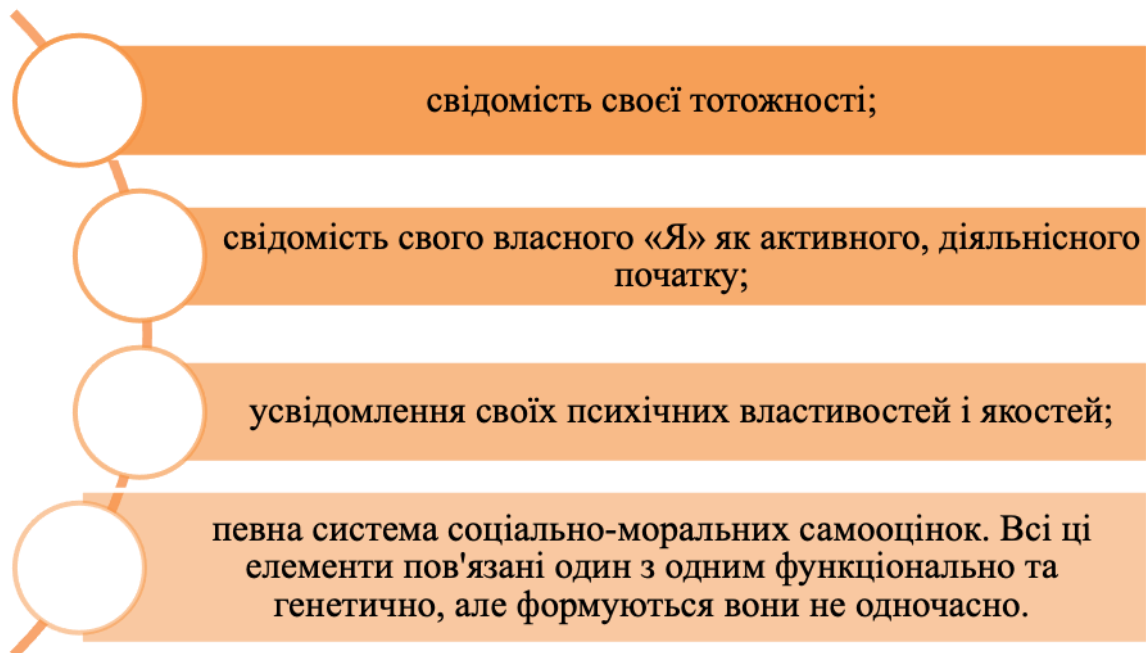 свідомість своєї тотожності;
свідомість свого власного «Я» як активного, діяльнісного
початку;
усвідомлення своїх психічних властивостей і якостей;
певна система соціально-моральних самооцінок. Всі ці
елементи пов'язані один з одним функціонально та
генетично, але формуються вони не одночасно.